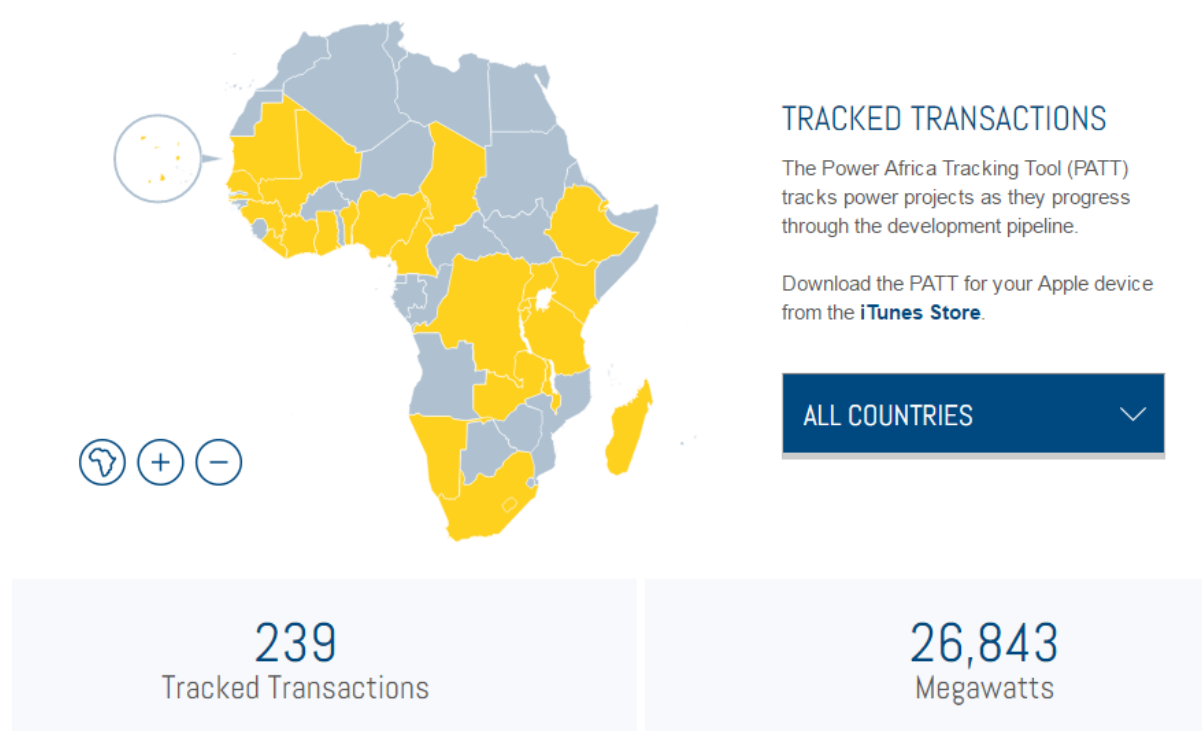 TRACKED TRANSACTIONS
The Power Africa Tracking Tool (PATT)
tracks power projects as they progress
through the development pipeline.
Download the PATT for your Apple device
from the iTunes Store.
ALL COUNTRIES
239
Tracked Transactions
26,843
Megawatts